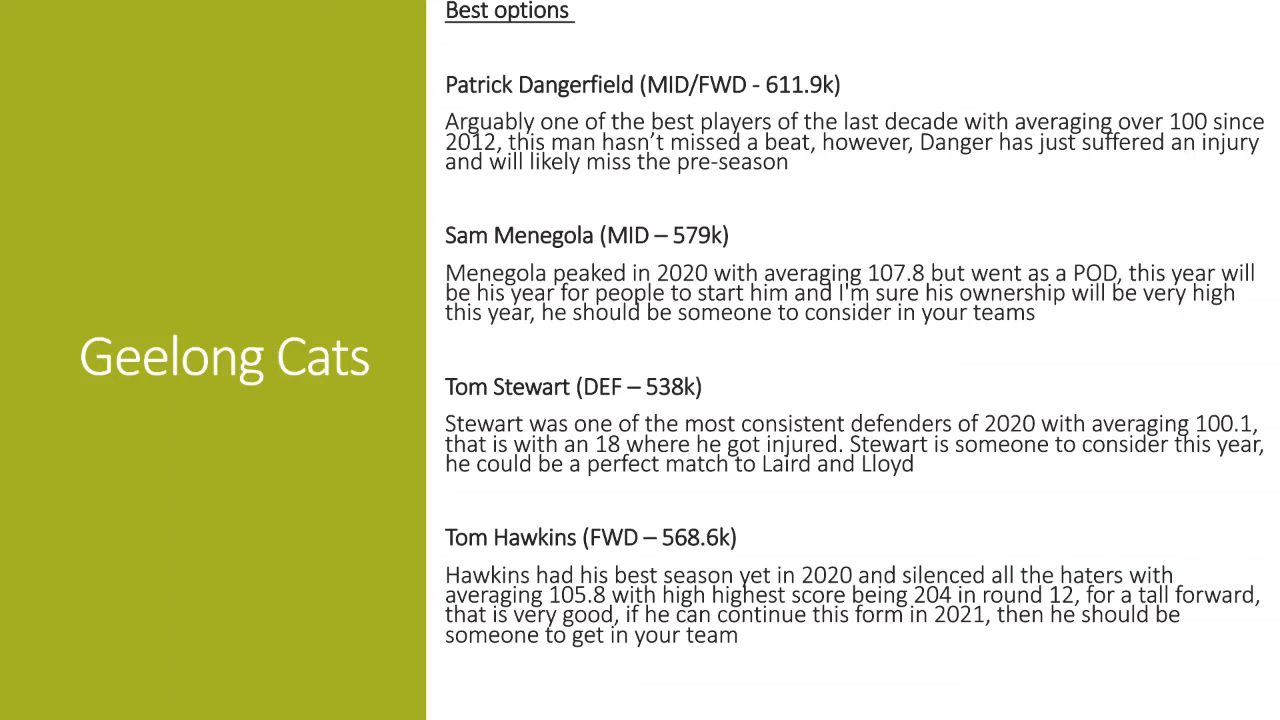 Geelong Cats
Best options
Patrick Dangerfield (MID/FWD - 611.9k)
Arguably one of the best players of the last decade with averaging over 100 since
2012, this man hasn’t missed a beat, however, Danger has just suffered an injury
and will likely miss the pre-season
Sam Menegola (MID – 579k)
Menegola peaked in 2020 with averaging 107.8 but went as a POD, this year will
be his year for people to start him and I'm sure his ownership will be very high
this year, he should be someone to consider in your teams
Tom Stewart (DEF – 538k)
Stewart was one of the most consistent defenders of 2020 with averaging 100.1,
that is with an 18 where he got injured. Stewart is someone to consider this year,
he could be a perfect match to Laird and Lloyd
Tom Hawkins (FWD – 568.6k)
Hawkins had his best season yet in 2020 and silenced all the haters with
averaging 105.8 with high highest score being 204 in round 12, for a tall forward,
that is very good, if he can continue this form in 2021, then he should be
someone to get in your team